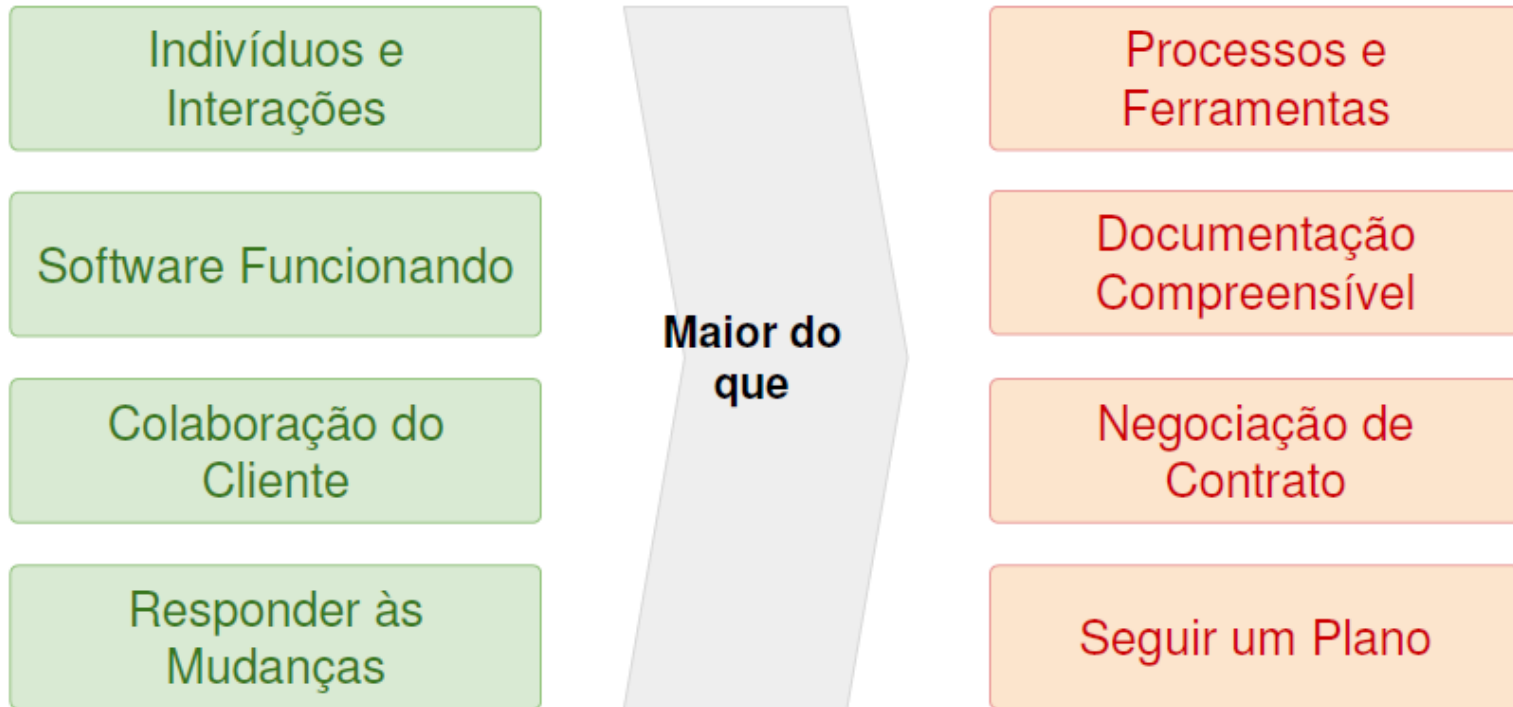 Indivíduos e
Interações
Processos e
Ferramentas
Software Funcionando
Documentação
Compreensível
Maior do
que
Colaboração do
Cliente
Negociação de
Contrato
Responder às
Mudanças
Seguir um Plano